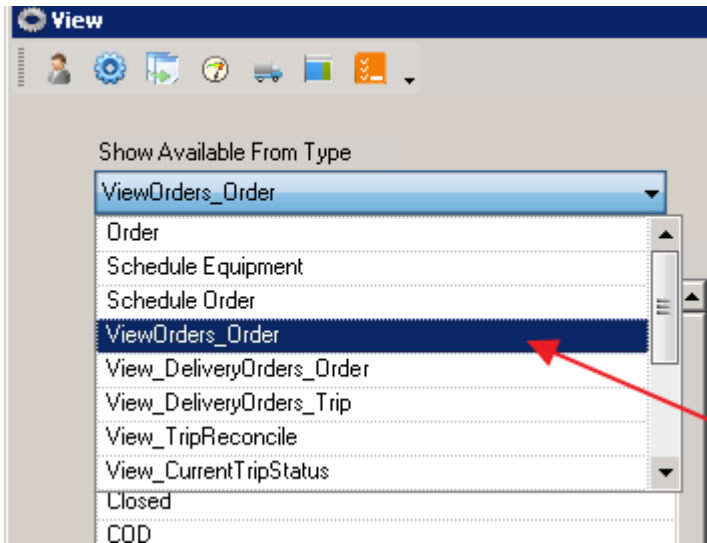 View
Show Available From Type
ViewOrders_Order
Order
Schedule Equipment
Schedule Order
ViewOrders_Order
View_DeliveryOrders_Order
View_DeliveryOrders_Trip
View_TripReconcile
View_CurrentTripStatus
Closed
COD